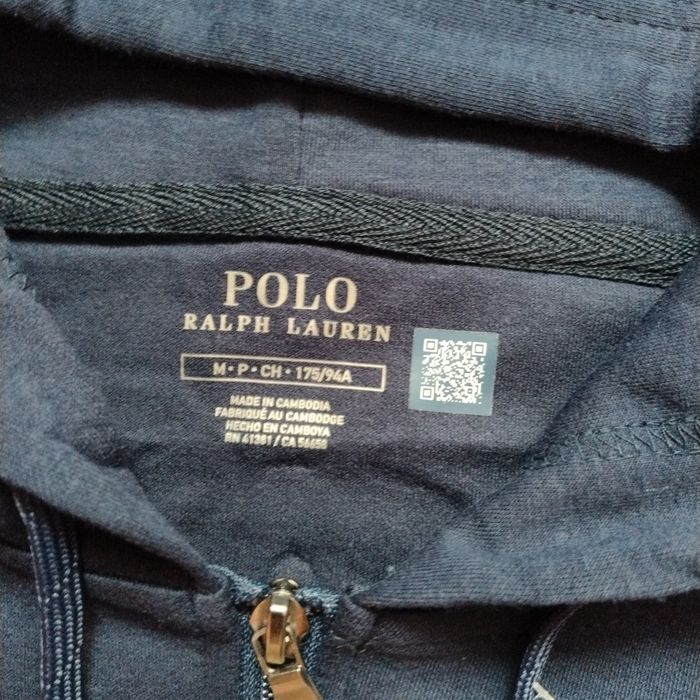 POLO
RALPH LAUREN
M • P • CH • 175/94A
MADE IN CAMBODIA
FABRIQUÉ AU CAMBODGE
HECHO EN CAMBOYA
RN 41381 / CA 56658